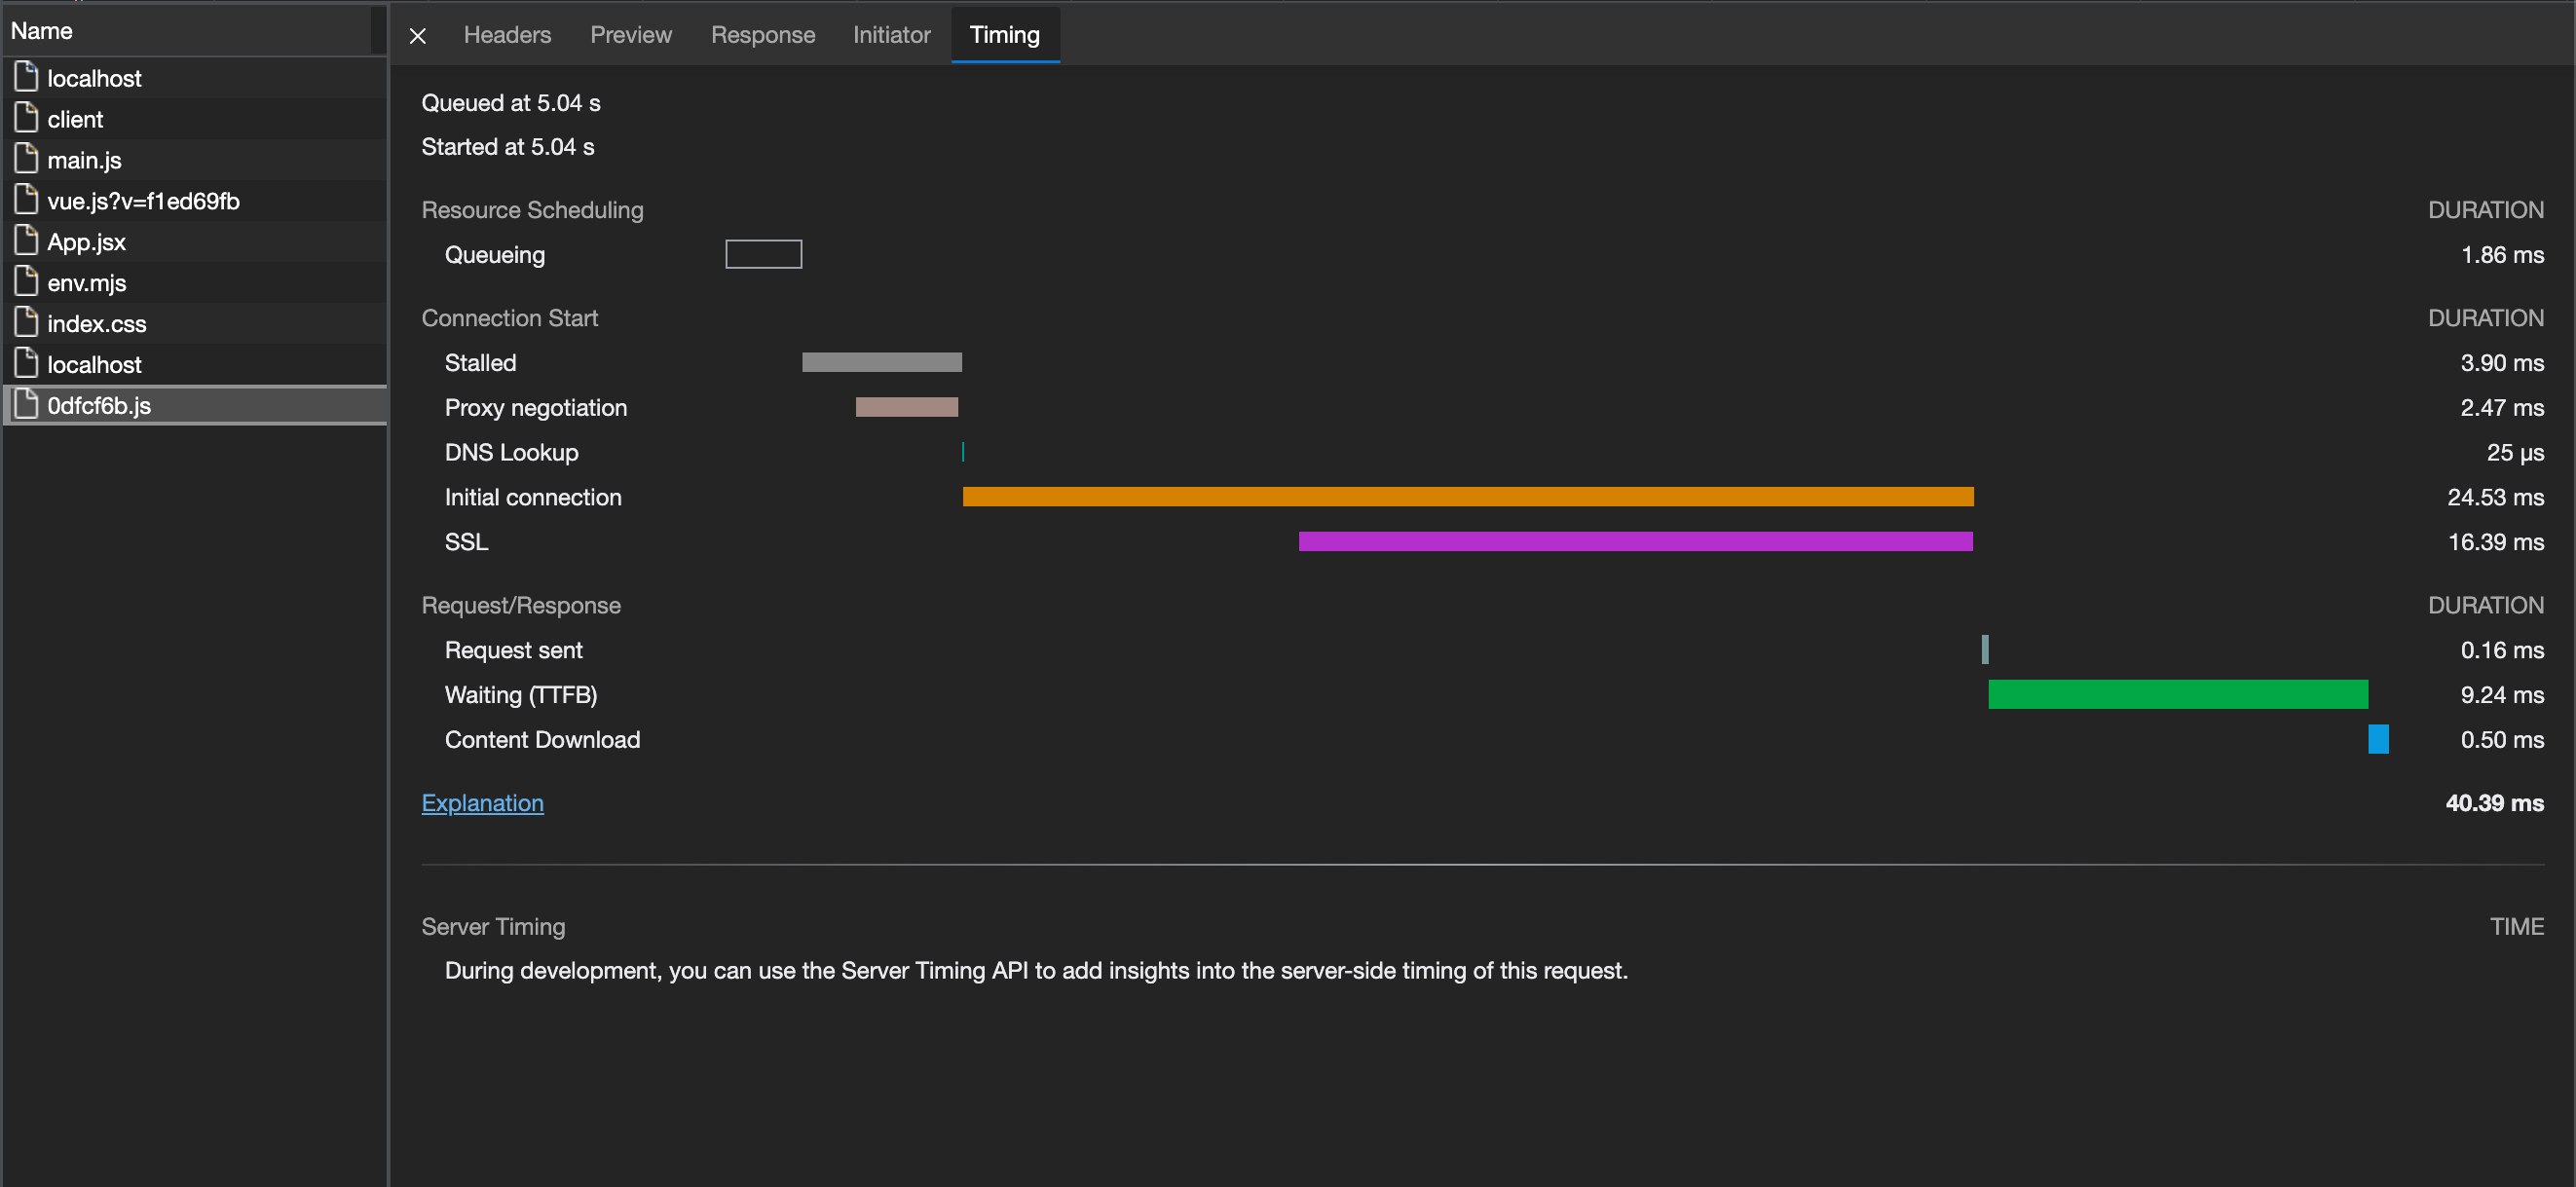 Name
localhost
client
main.js
vue.js?v=f1ed69fb
App.jsx
env.mjs
index.css
localhost
0dfcf6b.js
Headers Preview Response Initiator Timing
Queued at 5.04 s
Started at 5.04 s
Resource Scheduling DURATION
Queueing 1.86 ms
Connection Start DURATION
Stalled 3.90 ms
Proxy negotiation 2.47 ms
DNS Lookup 25 µs
Initial connection 24.53 ms
SSL 16.39 ms
Request/Response DURATION
Request sent 0.16 ms
Waiting (TTFB) 9.24 ms
Content Download 0.50 ms
Explanation 40.39 ms
Server Timing TIME
During development, you can use the Server Timing API to add insights into the server-side timing of this request.